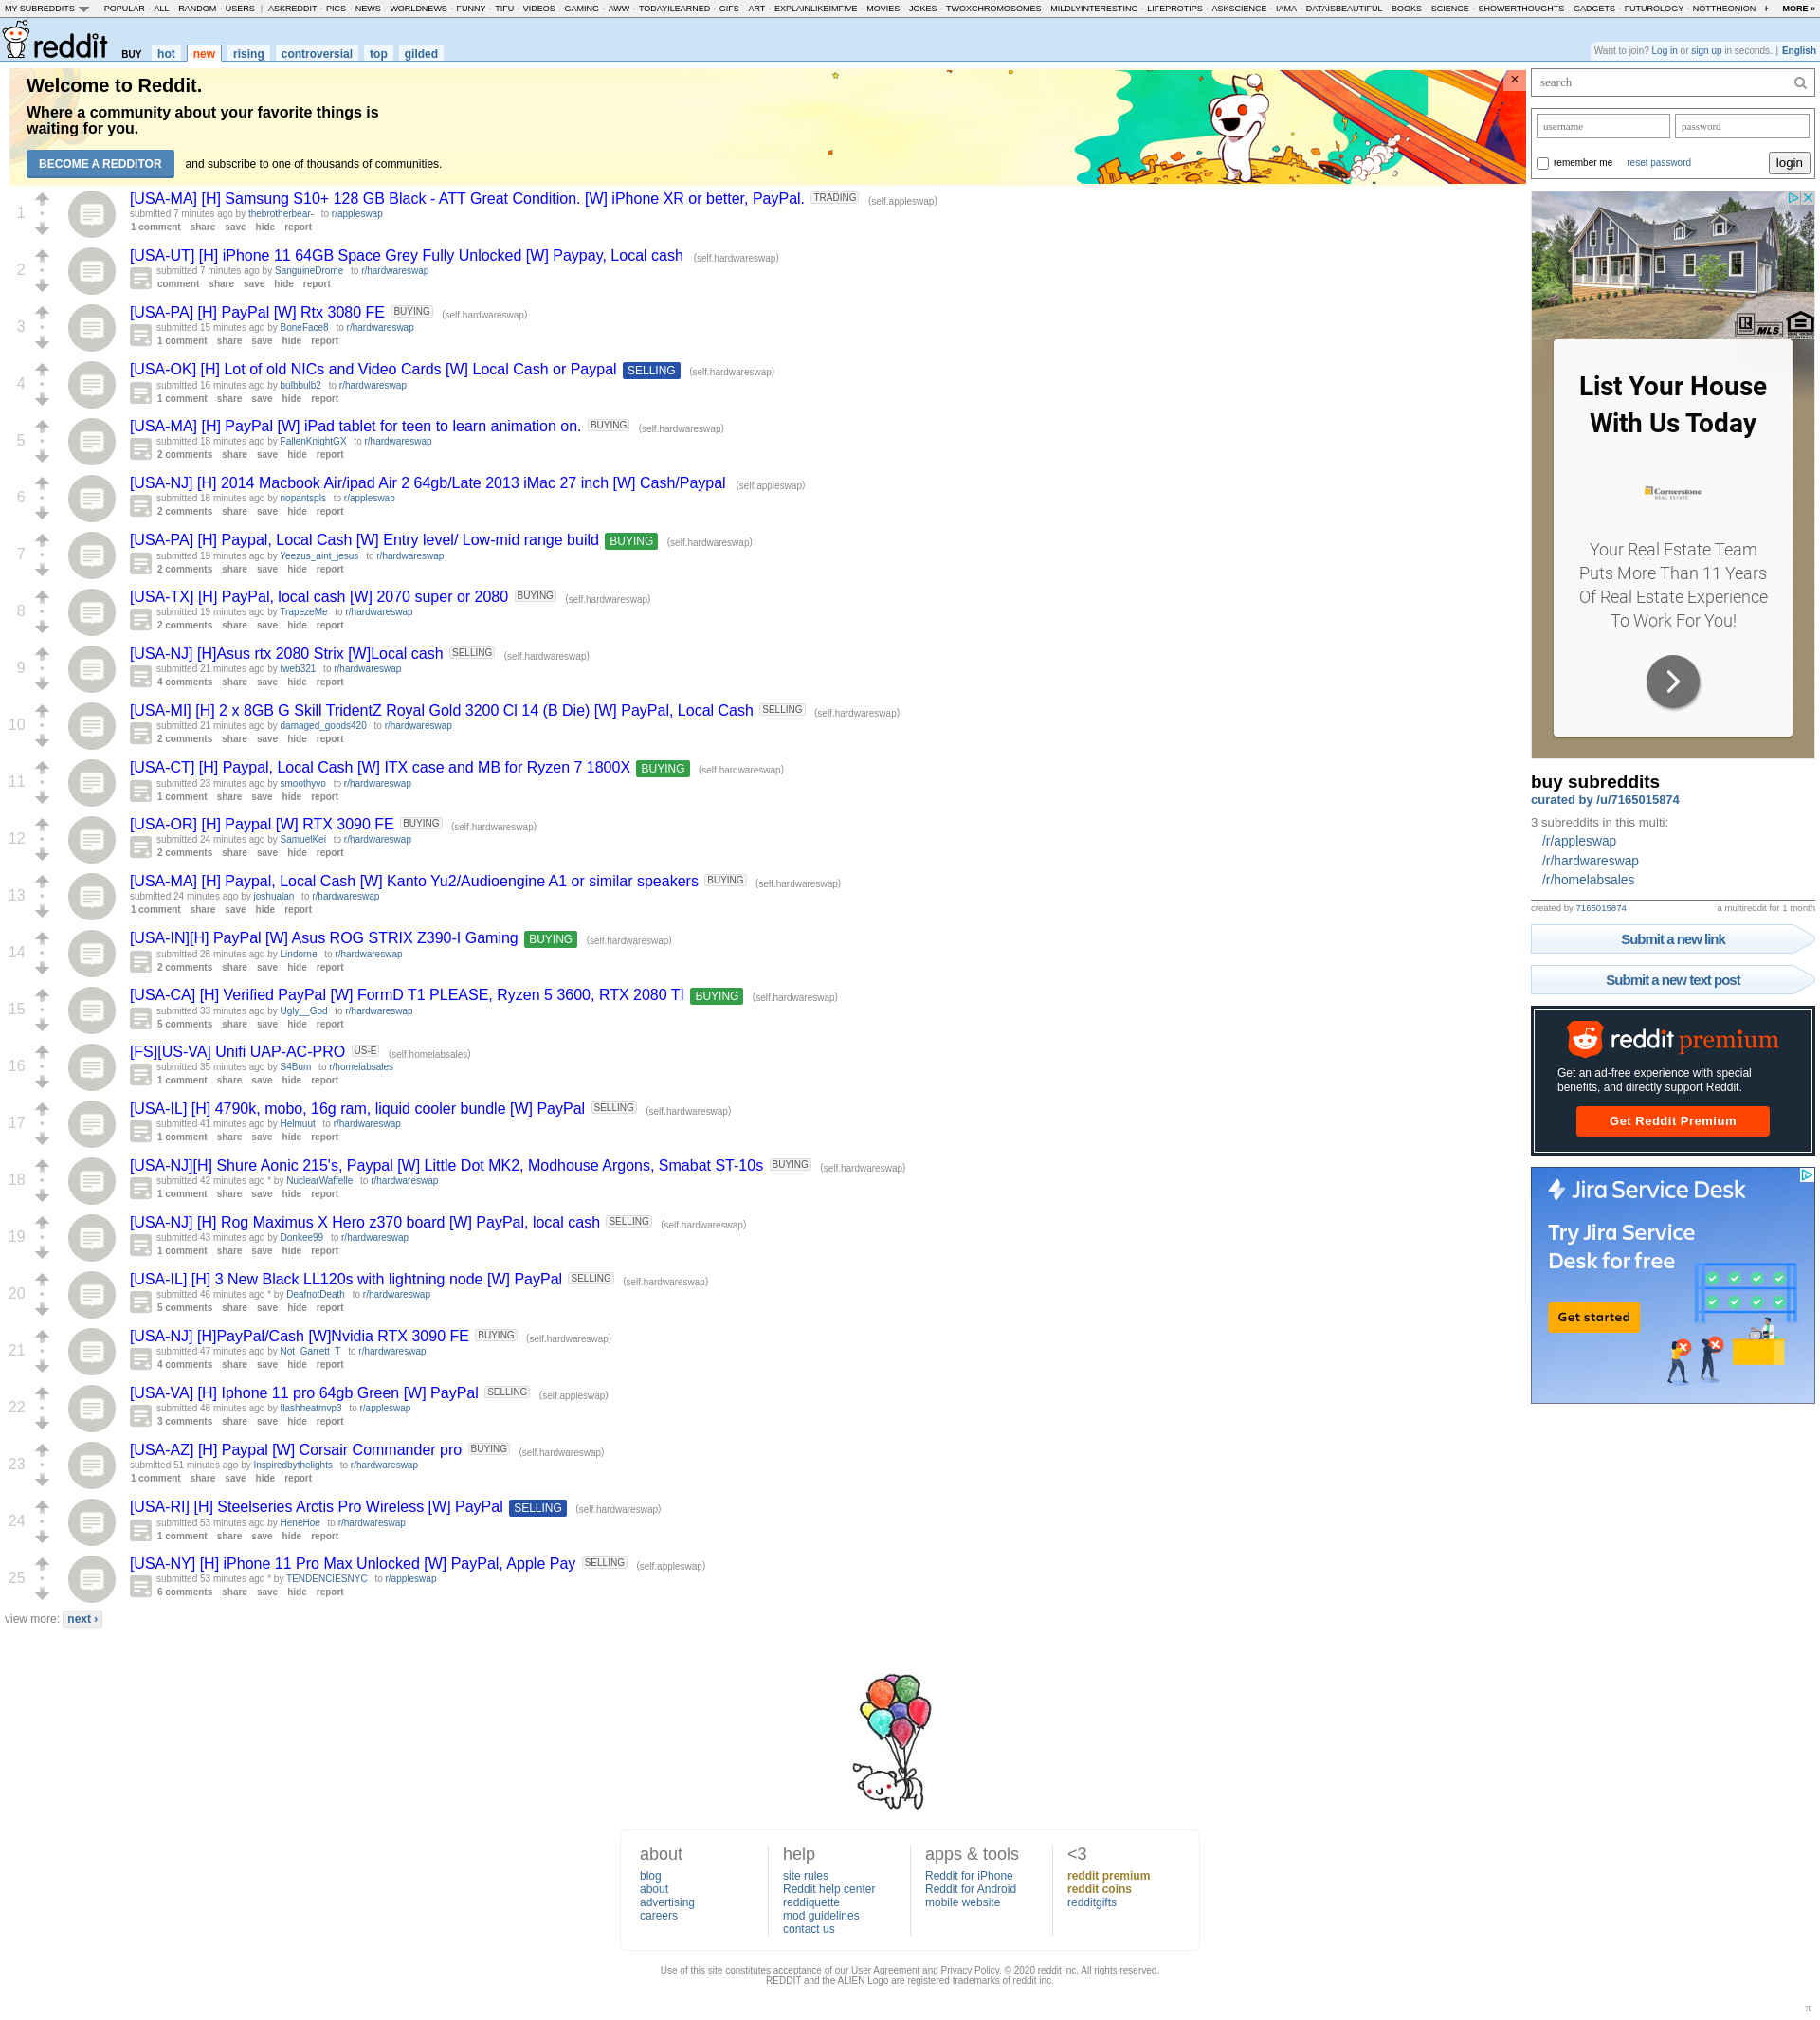 MY SUBREDDITS POPULAR - ALL - RANDOM - USERS | ASKREDDIT - PICS - NEWS - WORLDNEWS - FUNNY - TIFU - VIDEOS - GAMING - AWW - TODAYILEARNED - GIFS - ART - EXPLAINLIKEIMFIVE - MOVIES - JOKES - TWOXCHROMOSOMES - MILDLYINTERESTING - LIFEPROTIPS - ASKSCIENCE - IAMA - DATAISBEAUTIFUL - BOOKS - SCIENCE - SHOWERTHOUGHTS - GADGETS - FUTUROLOGY - NOTTHEONION - MORE »
reddit BUY hot new rising controversial top gilded
Want to join? Log in or sign up in seconds. | English
Welcome to Reddit.
Where a community about your favorite things is
waiting for you.
BECOME A REDDITOR and subscribe to one of thousands of communities.
×
1
[USA-MA] [H] Samsung S10+ 128 GB Black - ATT Great Condition. [W] iPhone XR or better, PayPal. TRADING (self.appleswap)
submitted 7 minutes ago by thebrotherbear- to r/appleswap
1 comment share save hide report
2
[USA-UT] [H] iPhone 11 64GB Space Grey Fully Unlocked [W] Paypay, Local cash (self.hardwareswap)
submitted 7 minutes ago by SanguineDrome to r/hardwareswap
comment share save hide report
3
[USA-PA] [H] PayPal [W] Rtx 3080 FE BUYING (self.hardwareswap)
submitted 15 minutes ago by BoneFace8 to r/hardwareswap
1 comment share save hide report
4
[USA-OK] [H] Lot of old NICs and Video Cards [W] Local Cash or Paypal SELLING (self.hardwareswap)
submitted 16 minutes ago by bulbbulb2 to r/hardwareswap
1 comment share save hide report
5
[USA-MA] [H] PayPal [W] iPad tablet for teen to learn animation on. BUYING (self.hardwareswap)
submitted 18 minutes ago by FallenKnightGX to r/hardwareswap
2 comments share save hide report
6
[USA-NJ] [H] 2014 Macbook Air/ipad Air 2 64gb/Late 2013 iMac 27 inch [W] Cash/Paypal (self.appleswap)
submitted 18 minutes ago by nopantspls to r/appleswap
2 comments share save hide report
7
[USA-PA] [H] Paypal, Local Cash [W] Entry level/ Low-mid range build BUYING (self.hardwareswap)
submitted 19 minutes ago by Yeezus_aint_jesus to r/hardwareswap
2 comments share save hide report
8
[USA-TX] [H] PayPal, local cash [W] 2070 super or 2080 BUYING (self.hardwareswap)
submitted 19 minutes ago by TrapezeMe to r/hardwareswap
2 comments share save hide report
9
[USA-NJ] [H]Asus rtx 2080 Strix [W]Local cash SELLING (self.hardwareswap)
submitted 21 minutes ago by tweb321 to r/hardwareswap
4 comments share save hide report
10
[USA-MI] [H] 2 x 8GB G Skill TridentZ Royal Gold 3200 Cl 14 (B Die) [W] PayPal, Local Cash SELLING (self.hardwareswap)
submitted 21 minutes ago by damaged_goods420 to r/hardwareswap
2 comments share save hide report
11
[USA-CT] [H] Paypal, Local Cash [W] ITX case and MB for Ryzen 7 1800X BUYING (self.hardwareswap)
submitted 23 minutes ago by smoothyvo to r/hardwareswap
1 comment share save hide report
12
[USA-OR] [H] Paypal [W] RTX 3090 FE BUYING (self.hardwareswap)
submitted 24 minutes ago by SamuelKei to r/hardwareswap
2 comments share save hide report
13
[USA-MA] [H] Paypal, Local Cash [W] Kanto Yu2/Audioengine A1 or similar speakers BUYING (self.hardwareswap)
submitted 24 minutes ago by joshualan to r/hardwareswap
1 comment share save hide report
14
[USA-IN][H] PayPal [W] Asus ROG STRIX Z390-I Gaming BUYING (self.hardwareswap)
submitted 28 minutes ago by Lindorne to r/hardwareswap
2 comments share save hide report
15
[USA-CA] [H] Verified PayPal [W] FormD T1 PLEASE, Ryzen 5 3600, RTX 2080 TI BUYING (self.hardwareswap)
submitted 33 minutes ago by Ugly__God to r/hardwareswap
5 comments share save hide report
16
[FS][US-VA] Unifi UAP-AC-PRO US-E (self.homelabsales)
submitted 35 minutes ago by S4Bum to r/homelabsales
1 comment share save hide report
17
[USA-IL] [H] 4790k, mobo, 16g ram, liquid cooler bundle [W] PayPal SELLING (self.hardwareswap)
submitted 41 minutes ago by Helmuut to r/hardwareswap
1 comment share save hide report
18
[USA-NJ][H] Shure Aonic 215's, Paypal [W] Little Dot MK2, Modhouse Argons, Smabat ST-10s BUYING (self.hardwareswap)
submitted 42 minutes ago * by NuclearWaffelle to r/hardwareswap
1 comment share save hide report
19
[USA-NJ] [H] Rog Maximus X Hero z370 board [W] PayPal, local cash SELLING (self.hardwareswap)
submitted 43 minutes ago by Donkee99 to r/hardwareswap
1 comment share save hide report
20
[USA-IL] [H] 3 New Black LL120s with lightning node [W] PayPal SELLING (self.hardwareswap)
submitted 46 minutes ago * by DeafnotDeath to r/hardwareswap
5 comments share save hide report
21
[USA-NJ] [H]PayPal/Cash [W]Nvidia RTX 3090 FE BUYING (self.hardwareswap)
submitted 47 minutes ago by Not_Garrett_T to r/hardwareswap
4 comments share save hide report
22
[USA-VA] [H] Iphone 11 pro 64gb Green [W] PayPal SELLING (self.appleswap)
submitted 48 minutes ago by flashheatmvp3 to r/appleswap
3 comments share save hide report
23
[USA-AZ] [H] Paypal [W] Corsair Commander pro BUYING (self.hardwareswap)
submitted 51 minutes ago by Inspiredbythelights to r/hardwareswap
1 comment share save hide report
24
[USA-RI] [H] Steelseries Arctis Pro Wireless [W] PayPal SELLING (self.hardwareswap)
submitted 53 minutes ago by HeneHoe to r/hardwareswap
1 comment share save hide report
25
[USA-NY] [H] iPhone 11 Pro Max Unlocked [W] PayPal, Apple Pay SELLING (self.appleswap)
submitted 53 minutes ago * by TENDENCIESNYC to r/appleswap
6 comments share save hide report
view more: next ›
search
username password
remember me reset password login
R MLS
List Your House
With Us Today
Cornerstone
REAL ESTATE
Your Real Estate Team
Puts More Than 11 Years
Of Real Estate Experience
To Work For You!
buy subreddits
curated by /u/7165015874
3 subreddits in this multi:
/r/appleswap
/r/hardwareswap
/r/homelabsales
created by 7165015874 a multireddit for 1 month
Submit a new link
Submit a new text post
reddit premium
Get an ad-free experience with special
benefits, and directly support Reddit.
Get Reddit Premium
Jira Service Desk
Try Jira Service
Desk for free
Get started
about
blog
about
advertising
careers
help
site rules
Reddit help center
reddiquette
mod guidelines
contact us
apps & tools
Reddit for iPhone
Reddit for Android
mobile website
<3
reddit premium
reddit coins
redditgifts
Use of this site constitutes acceptance of our User Agreement and Privacy Policy. © 2020 reddit inc. All rights reserved.
REDDIT and the ALIEN Logo are registered trademarks of reddit inc.
π